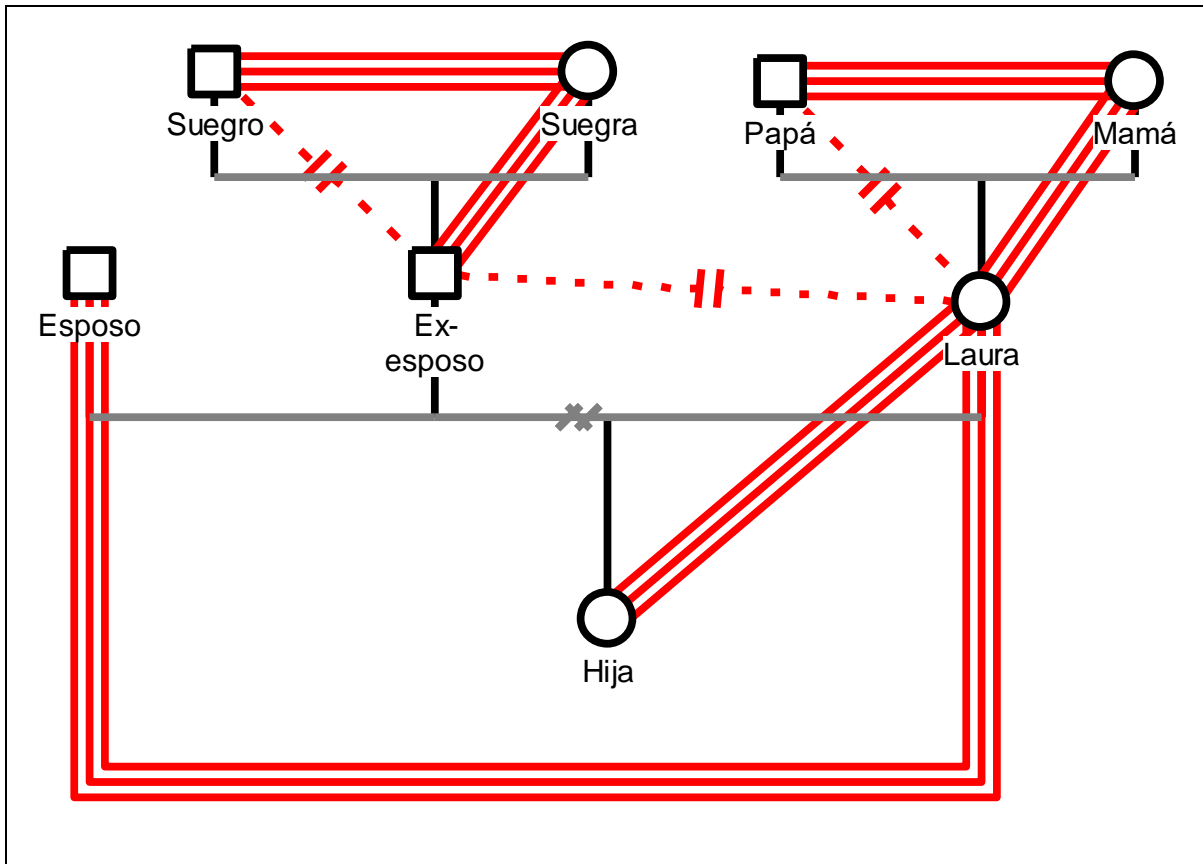 Suegro
Suegra
Papá
Mamá
Esposo
Ex-
esposo
Laura
Hija